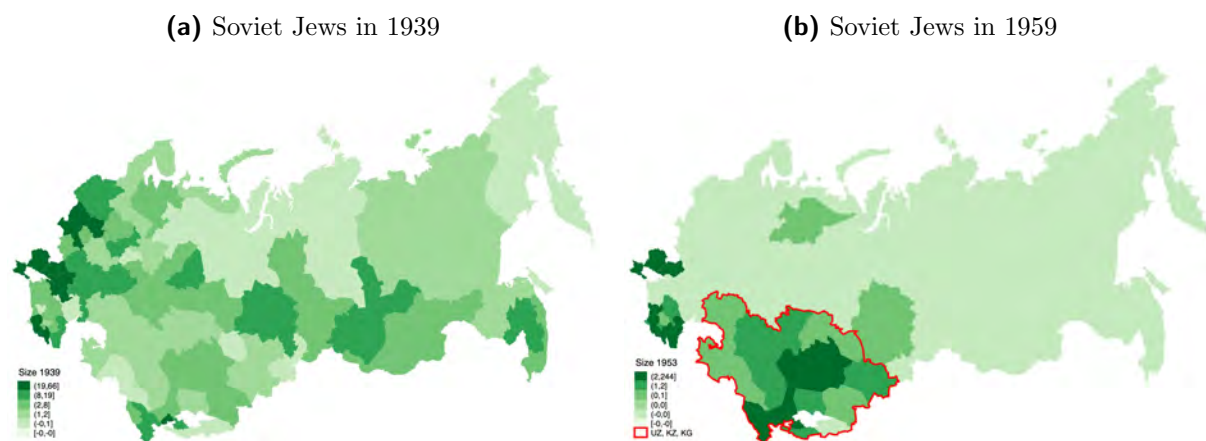 (a) Soviet Jews in 1939
(b) Soviet Jews in 1959
Size 1939
(19,66]
(8,19]
(2,8]
(1,2]
(-0,1]
[-0,-0]
Size 1953
(2,244]
(1,2]
(0,1]
(0,0]
(-0,0]
[-0,-0]
UZ, KZ, KG